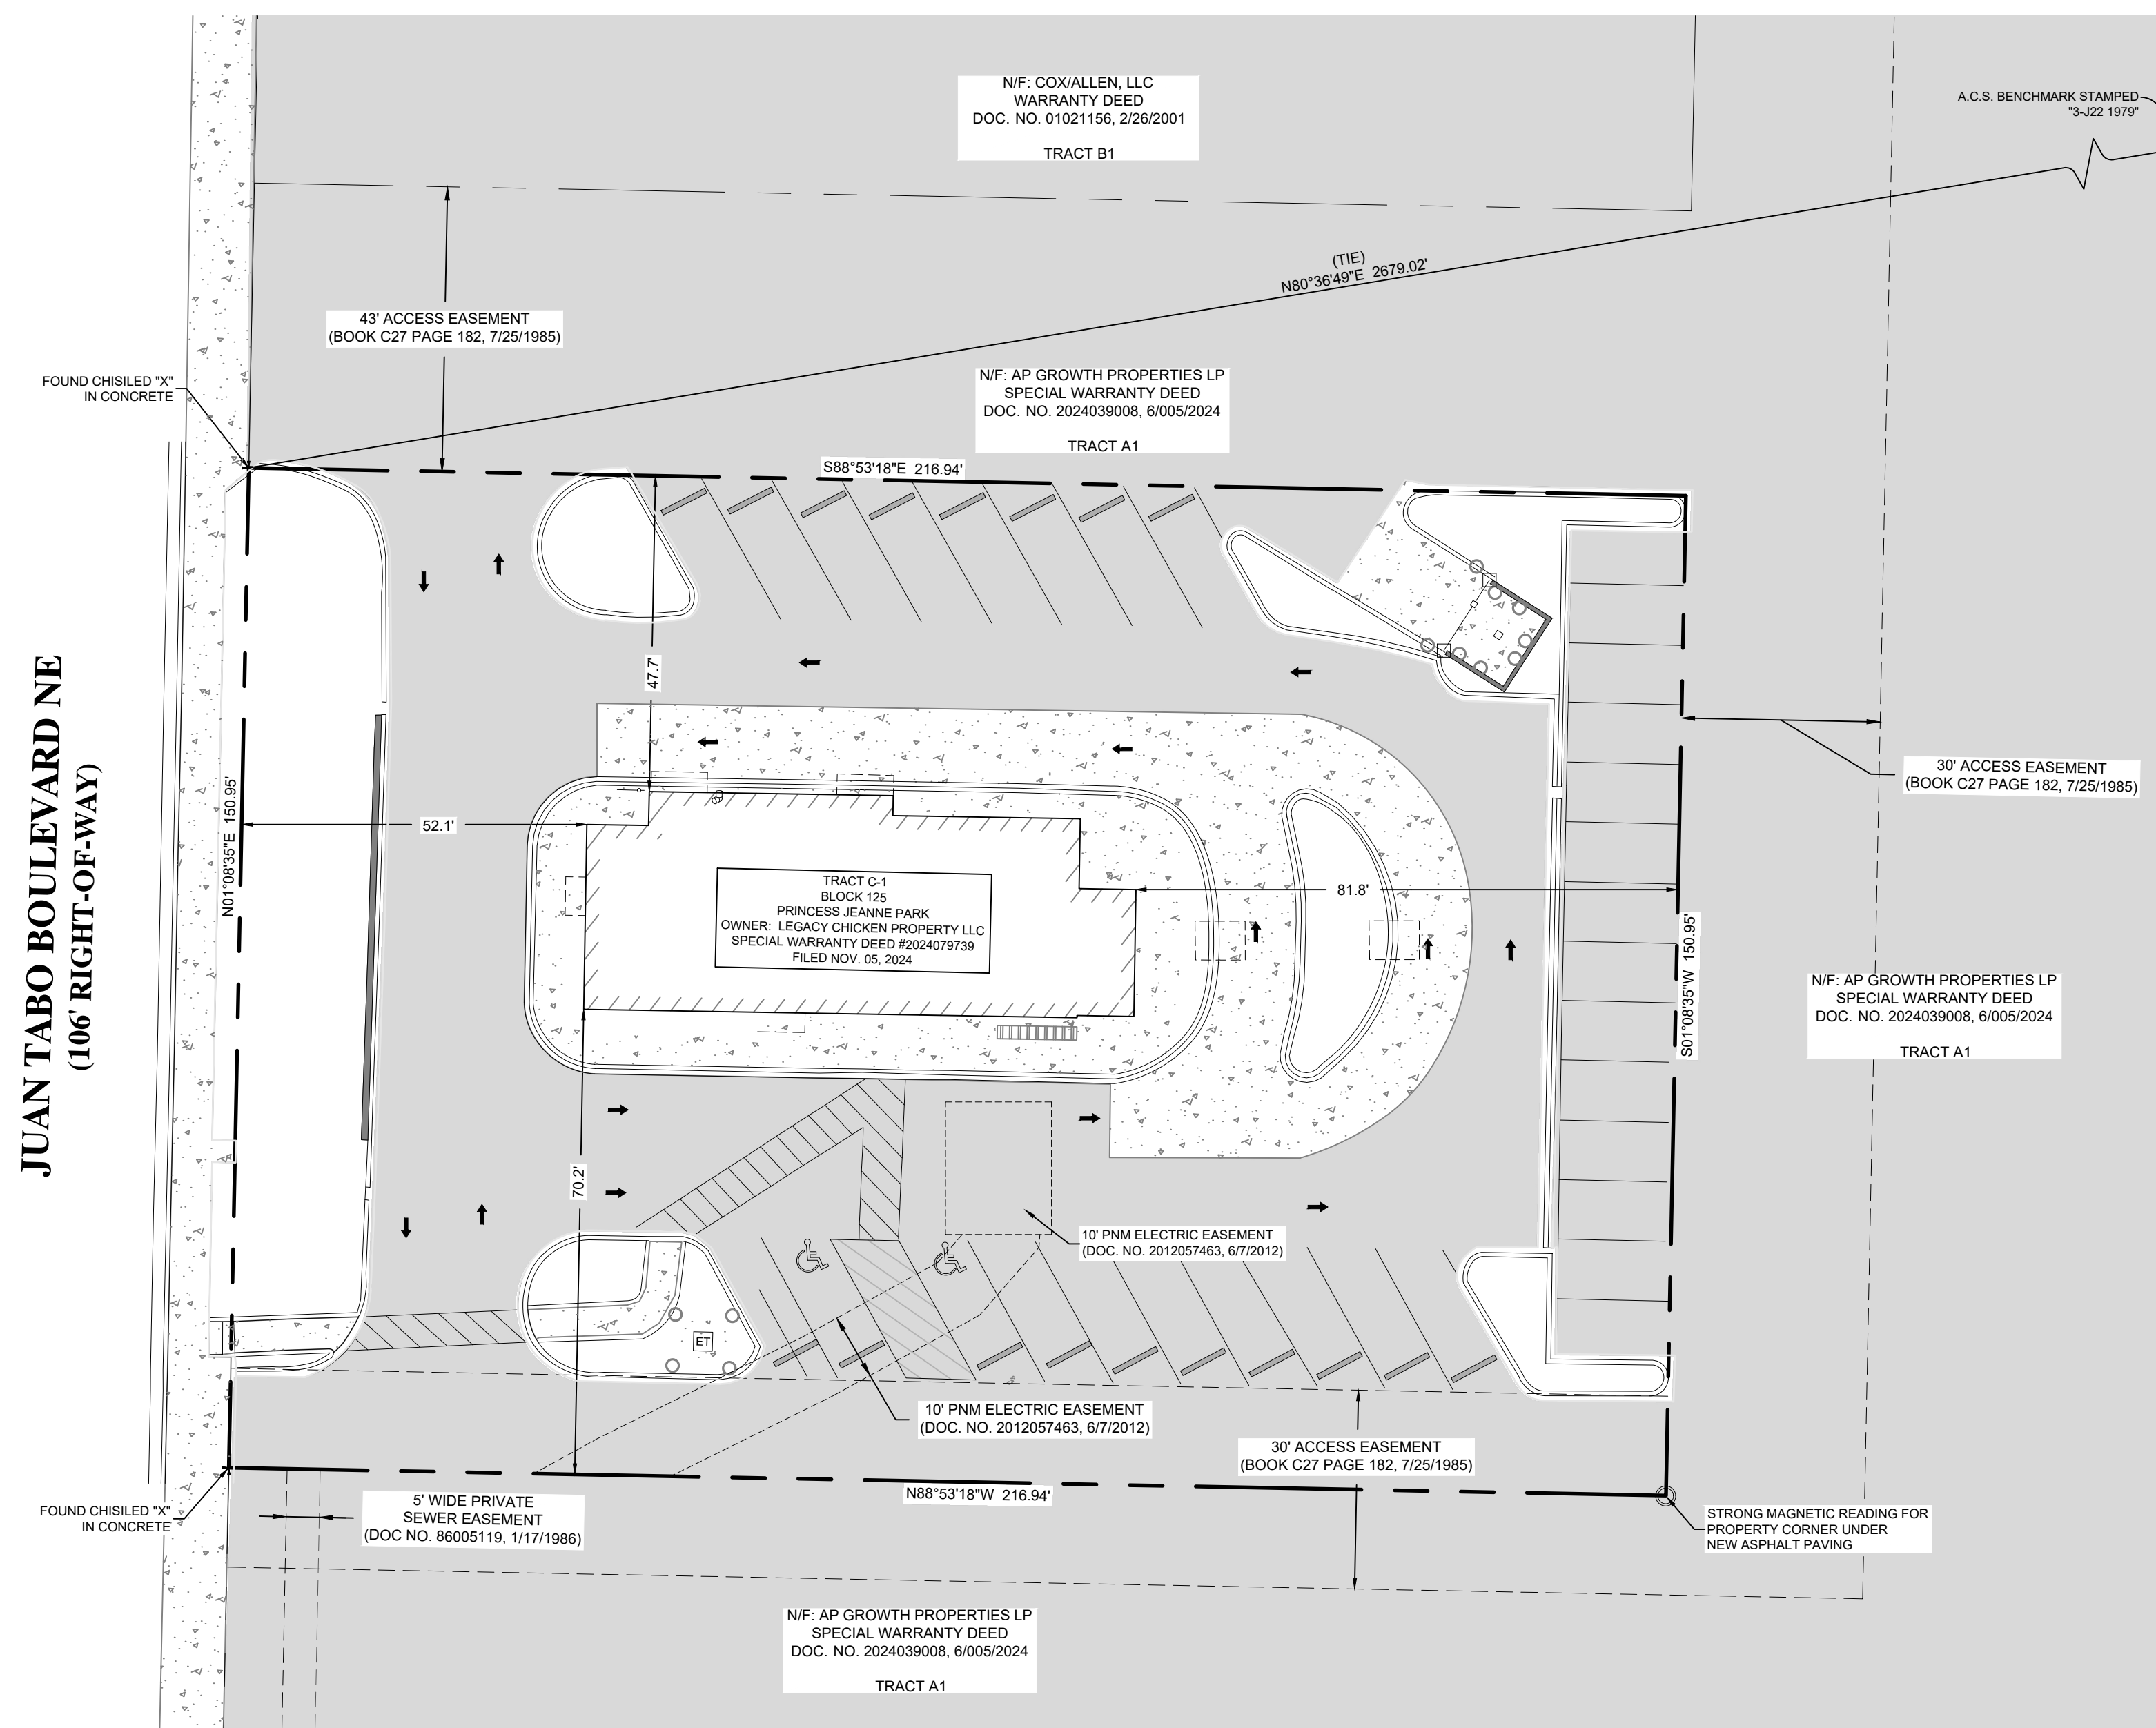 N/F: COX/ALLEN, LLC
WARRANTY DEED
DOC. NO. 01021156, 2/26/2001
TRACT B1
A.C.S. BENCHMARK STAMPED
"3-J22 1979"
(TIE)
N80°36'49"E 2679.02'
43' ACCESS EASEMENT
(BOOK C27 PAGE 182, 7/25/1985)
FOUND CHISILED "X"
IN CONCRETE
N/F: AP GROWTH PROPERTIES LP
SPECIAL WARRANTY DEED
DOC. NO. 2024039008, 6/005/2024
TRACT A1
S88°53'18"E 216.94'
47.7'
JUAN TABO BOULEVARD NE
(106' RIGHT-OF-WAY)
N01°08'35"E 150.95'
52.1'
30' ACCESS EASEMENT
(BOOK C27 PAGE 182, 7/25/1985)
TRACT C-1
BLOCK 125
PRINCESS JEANNE PARK
OWNER: LEGACY CHICKEN PROPERTY LLC
SPECIAL WARRANTY DEED #2024079739
FILED NOV. 05, 2024
81.8'
S01°08'35"W 150.95'
N/F: AP GROWTH PROPERTIES LP
SPECIAL WARRANTY DEED
DOC. NO. 2024039008, 6/005/2024
TRACT A1
70.2'
10' PNM ELECTRIC EASEMENT
(DOC. NO. 2012057463, 6/7/2012)
ET
10' PNM ELECTRIC EASEMENT
(DOC. NO. 2012057463, 6/7/2012)
30' ACCESS EASEMENT
(BOOK C27 PAGE 182, 7/25/1985)
N88°53'18"W 216.94'
FOUND CHISILED "X"
IN CONCRETE
5' WIDE PRIVATE
SEWER EASEMENT
(DOC NO. 86005119, 1/17/1986)
STRONG MAGNETIC READING FOR
PROPERTY CORNER UNDER
NEW ASPHALT PAVING
N/F: AP GROWTH PROPERTIES LP
SPECIAL WARRANTY DEED
DOC. NO. 2024039008, 6/005/2024
TRACT A1